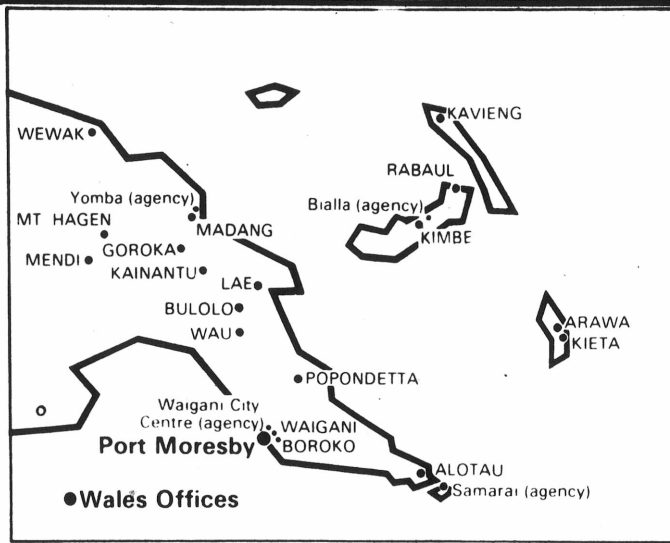 KAVIENG
WEWAK
RABAUL
Yomba (agency)
Bialla (agency)
MT HAGEN
MADANG
KIMBE
GOROKA
MENDI
KAINANTU
LAE
BULOLO
ARAWA
WAU
KIETA
POPONDETTA
Waigani City
Centre (agency)
WAIGANI
Port Moresby
BOROKO
ALOTAU
Samarai (agency)
Wales Offices